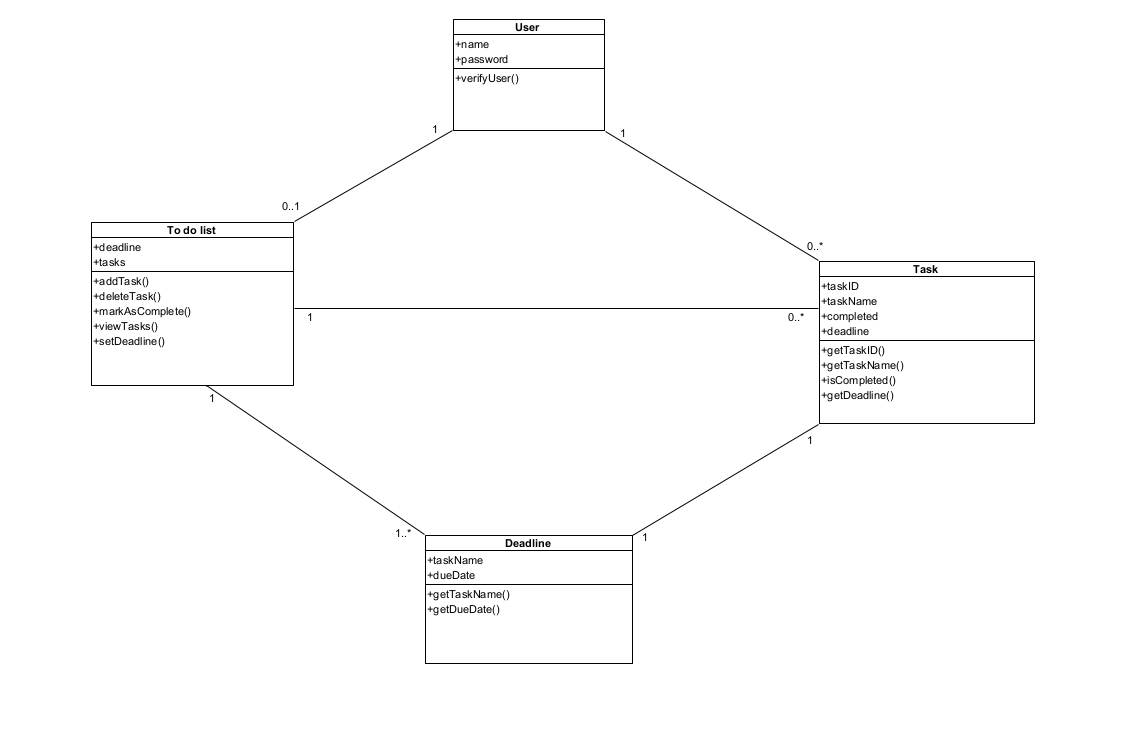 User
+name
+password
+verifyUser()
1
1
0..1
To do list
+deadline
+tasks
+addTask()
+deleteTask()
+markAsComplete()
+viewTasks()
+setDeadline()
0..*
Task
+taskID
+taskName
+completed
+deadline
+getTaskID()
+getTaskName()
+isCompleted()
+getDeadline()
1
0..*
1
1
1..*
1
Deadline
+taskName
+dueDate
+getTaskName()
+getDueDate()